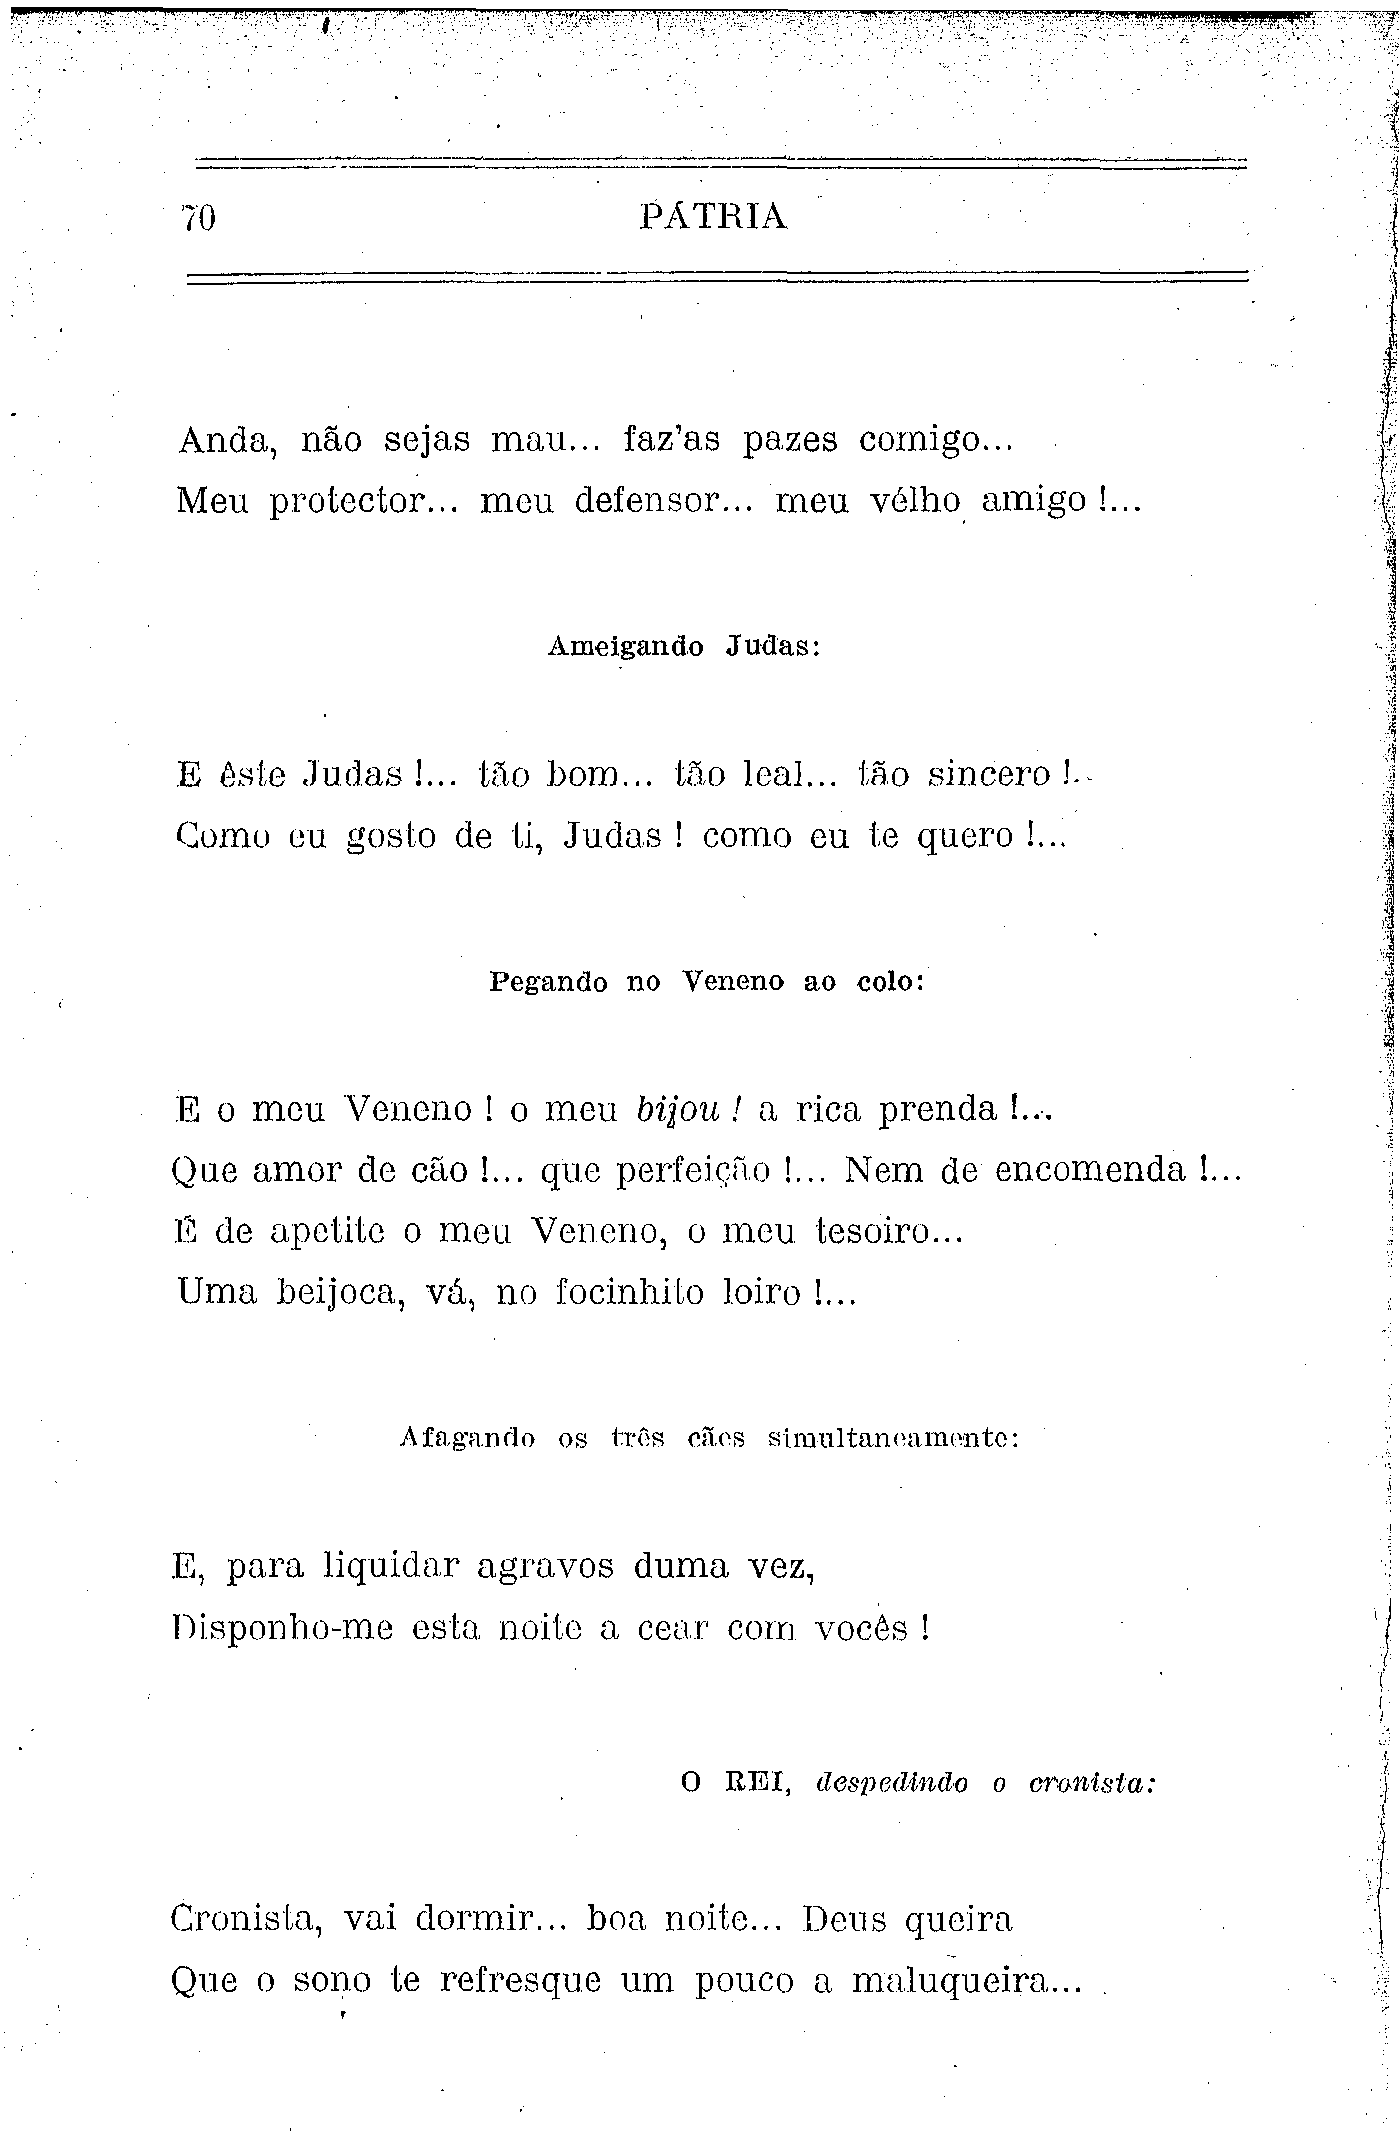 70 PÁTRIA
Anda, não sejas mau... faz'as pazes comigo...
Meu protector... meu defensor... meu vélho amigo !...
Ameigando Judas:
E êste Judas !... tão bom... tão leal... tão sincero !..
Como eu gosto de ti, Judas ! como eu te quero !...
Pegando no Veneno ao colo:
E o meu Veneno ! o meu bijou ! a rica prenda !...
Que amor de cão !... que perfeição !... Nem de encomenda !...
É de apetite o meu Veneno, o meu tesoiro...
Uma beijoca, vá, no focinhito loiro !...
Afagando os três cães simultaneamente:
E, para liquidar agravos duma vez,
Disponho-me esta noite a cear com vocês !
O REI, despedindo o cronista:
Cronista, vai dormir... boa noite... Deus queira
Que o sono te refresque um pouco a maluqueira...